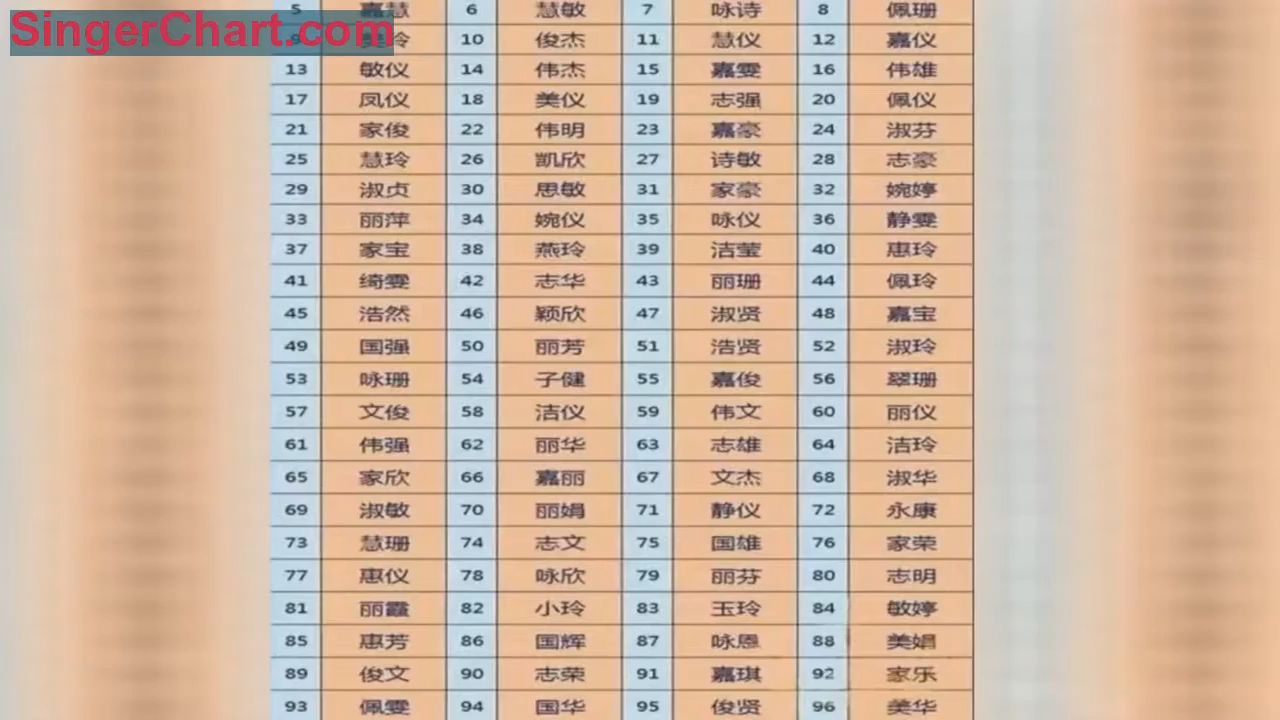 SingerChart.com
5 嘉慧 6 慧敏 7 咏诗 8 佩珊
9 美玲 10 俊杰 11 慧仪 12 嘉仪
13 敏仪 14 伟杰 15 嘉雯 16 伟雄
17 凤仪 18 美仪 19 志强 20 佩仪
21 家俊 22 伟明 23 嘉豪 24 淑芬
25 慧玲 26 凯欣 27 诗敏 28 志豪
29 淑贞 30 思敏 31 家豪 32 婉婷
33 丽萍 34 婉仪 35 咏仪 36 静雯
37 家宝 38 燕玲 39 洁莹 40 惠玲
41 绮雯 42 志华 43 丽珊 44 佩玲
45 浩然 46 颖欣 47 淑贤 48 嘉宝
49 国强 50 丽芳 51 浩贤 52 淑玲
53 咏珊 54 子健 55 嘉俊 56 翠珊
57 文俊 58 洁仪 59 伟文 60 丽仪
61 伟强 62 丽华 63 志雄 64 洁玲
65 家欣 66 嘉丽 67 文杰 68 淑华
69 淑敏 70 丽娟 71 静仪 72 永康
73 慧珊 74 志文 75 国雄 76 家荣
77 惠仪 78 咏欣 79 丽芬 80 志明
81 丽霞 82 小玲 83 玉玲 84 敏婷
85 惠芳 86 国辉 87 咏恩 88 美娟
89 俊文 90 志荣 91 嘉琪 92 家乐
93 佩雯 94 国华 95 俊贤 96 美华